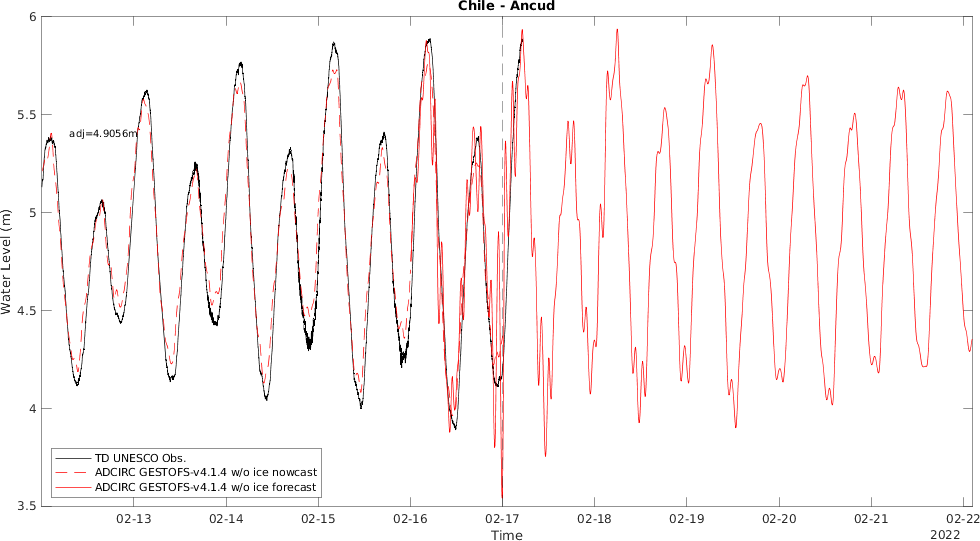 Chile - Ancud
Water Level (m)
6
5.5
5
4.5
4
3.5
adj=4.9056m
TD UNESCO Obs.
ADCIRC GESTOFS-v4.1.4 w/o ice nowcast
ADCIRC GESTOFS-v4.1.4 w/o ice forecast
02-13 02-14 02-15 02-16 02-17 02-18 02-19 02-20 02-21 02-22
Time
2022